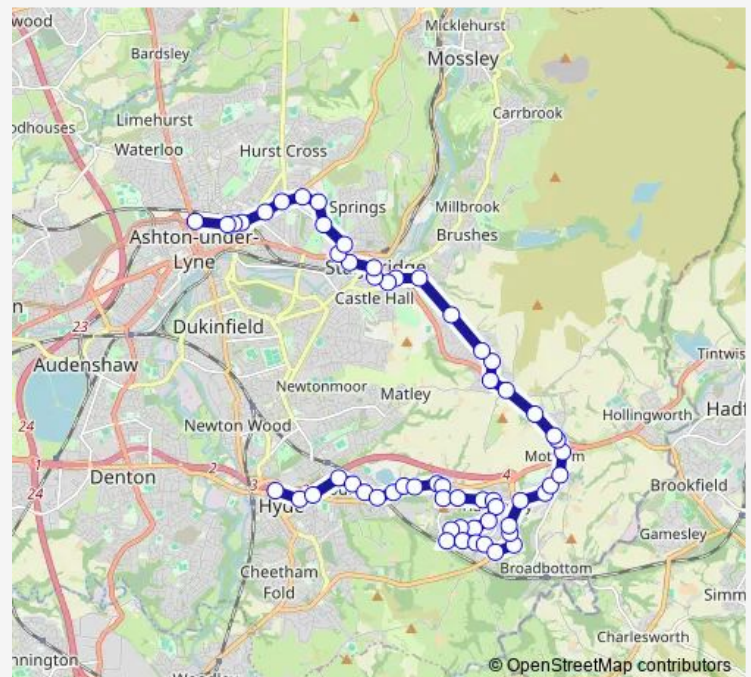 wood
Micklehurst
Bardsley
Mossley
Carrbrook
Limehurst
odhouses
Waterloo
Hurst Cross
Springs
Millbrook
Ashton-under-
Lyne
Brushes
Castle Hall
n
23
Dukinfield
Tintwis
Audenshaw
Newtonmoor
Matley
Hollingworth
Hadf
24
Newton Wood
1
2
3
4
Denton
24
Brookfield
Hyde
Gamesley
Broadbottom
Cheetham
Fold
Simm
Charlesworth
nnington
© OpenStreetMap contributors